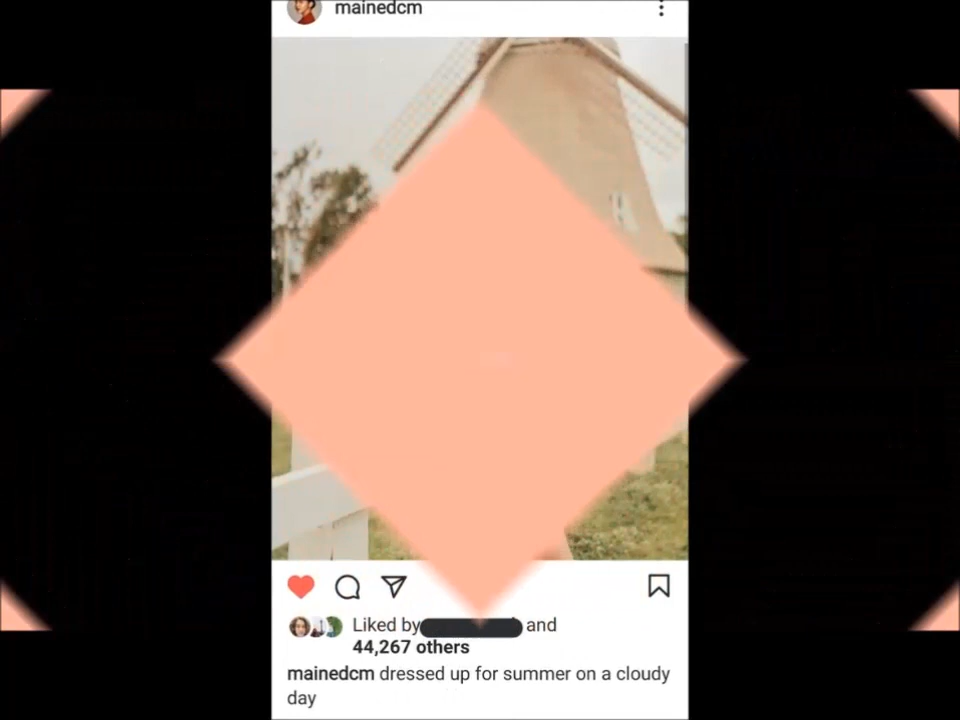 mainedcm
Liked by and
44,267 others
mainedcm dressed up for summer on a cloudy
day